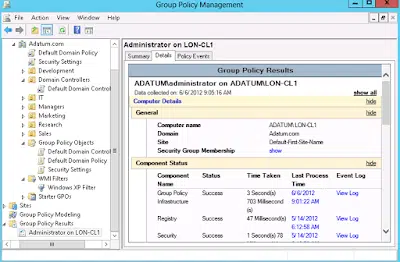 Group Policy Management
File Action View Window Help
Adatum.com
Default Domain Policy
Security Settings
Development
Domain Controllers
Default Domain Contro
IT
Managers
Marketing
Research
Sales
Group Policy Objects
Default Domain Contro
Default Domain Policy
Security Settings
WMI Filters
Windows XP Filter
Starter GPOs
Sites
Group Policy Modeling
Group Policy Results
Administrator on LON-CL1
Administrator on LON-CL1
Summary Details Policy Events
Group Policy Results
ADATUM\administrator on ADATUM\LON-CL1
Data collected on: 6/6/2012 9:05:16 AM show all
Computer Details hide
General hide
Computer name ADATUM\LON-CL1
Domain Adatum.com
Site Default-First-Site-Name
Security Group Membership show
Component Status hide
Component Name Status Time Taken Last Process Time Event Log
Group Policy Infrastructure Success 3 Second(s) 703 Millisecond(s) 6/6/2012 9:01:22 AM View Log
Registry Success 47 Millisecond(s) 5/14/2012 6:12:58 AM View Log
Security Success 1 Second(s) 78 5/14/2012 View Log